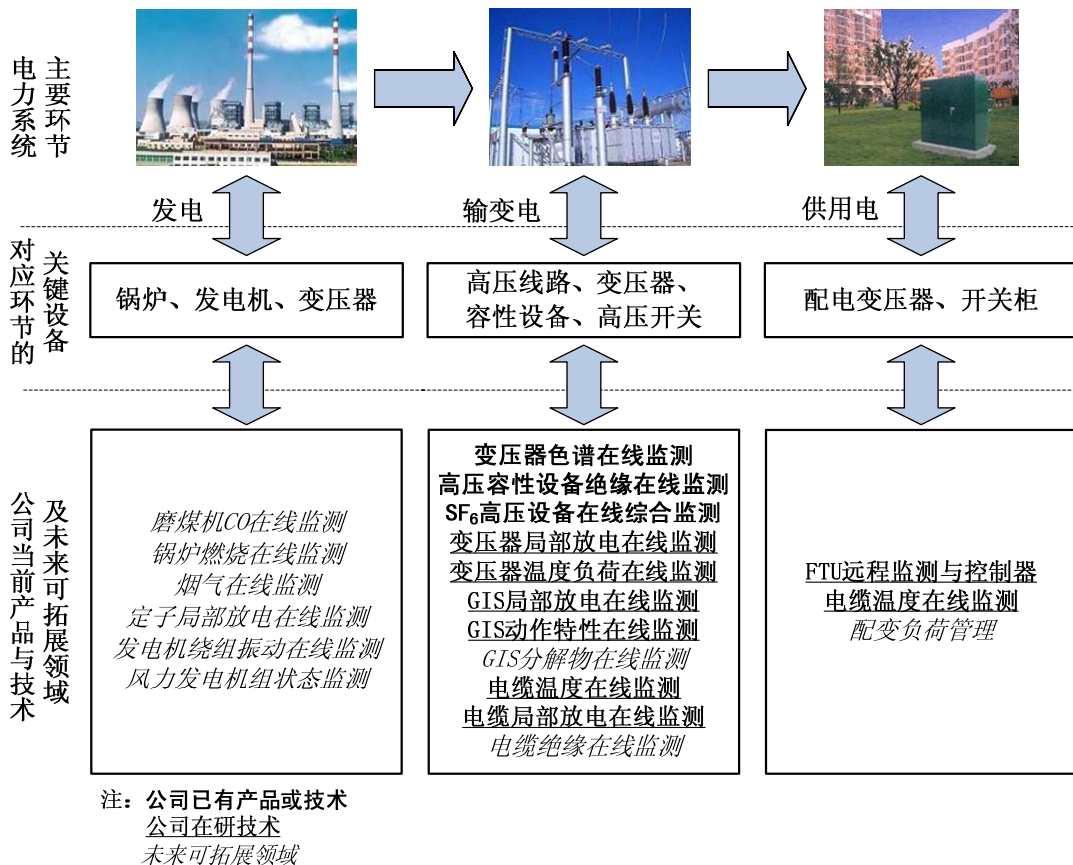 电力系统
主要环节
发电
输变电
供用电
对应环节的
关键设备
锅炉、发电机、变压器
高压线路、变压器、
容性设备、高压开关
配电变压器、开关柜
公司当前产品与技术
及未来可拓展领域
磨煤机CO在线监测
锅炉燃烧在线监测
烟气在线监测
定子局部放电在线监测
发电机绕组振动在线监测
风力发电机组状态监测
变压器色谱在线监测
高压容性设备绝缘在线监测
SF₆高压设备在线综合监测
变压器局部放电在线监测
变压器温度负荷在线监测
GIS局部放电在线监测
GIS动作特性在线监测
GIS分解物在线监测
电缆温度在线监测
电缆局部放电在线监测
电缆绝缘在线监测
FTU远程监测与控制器
电缆温度在线监测
配变负荷管理
注：公司已有产品或技术
公司在研技术
未来可拓展领域